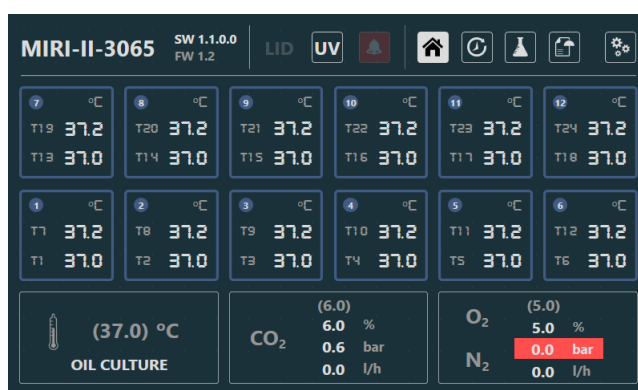 MIRI-II-3065 SW 1.1.0.0 LID UV
FW 1.2
7 °C 8 °C 9 °C 10 °C 11 °C 12 °C
T19 37.2 T20 37.2 T21 37.2 T22 37.2 T23 37.2 T24 37.2
T13 37.0 T14 37.0 T15 37.0 T16 37.0 T17 37.0 T18 37.0
1 °C 2 °C 3 °C 4 °C 5 °C 6 °C
T7 37.2 T8 37.2 T9 37.2 T10 37.2 T11 37.2 T12 37.2
T1 37.0 T2 37.0 T3 37.0 T4 37.0 T5 37.0 T6 37.0
(37.0) °C
OIL CULTURE
CO2
(6.0)
6.0 %
0.6 bar
0.0 l/h
O2
N2
(5.0)
5.0 %
0.0 bar
0.0 l/h